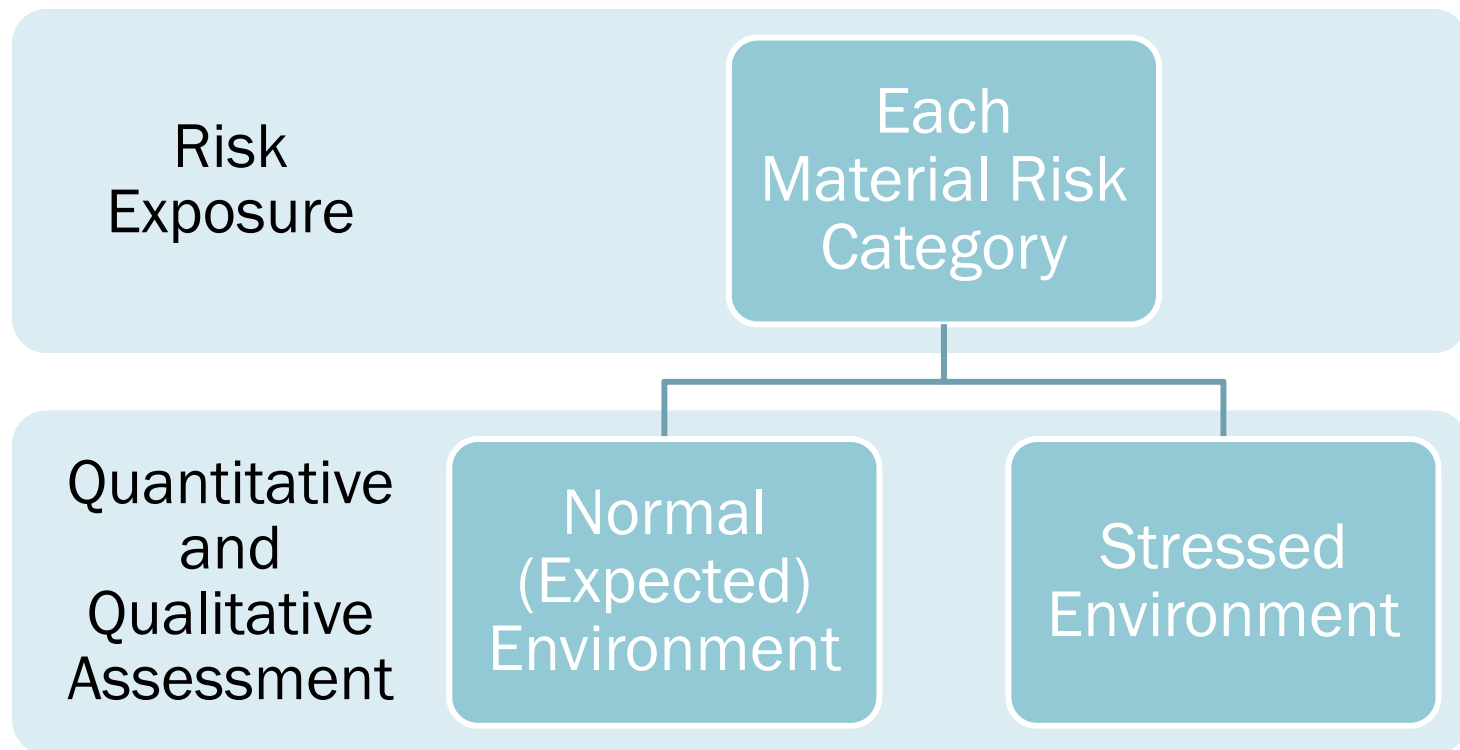 Risk
Exposure
Each
Material Risk
Category
Quantitative
and
Qualitative
Assessment
Normal
(Expected)
Environment
Stressed
Environment